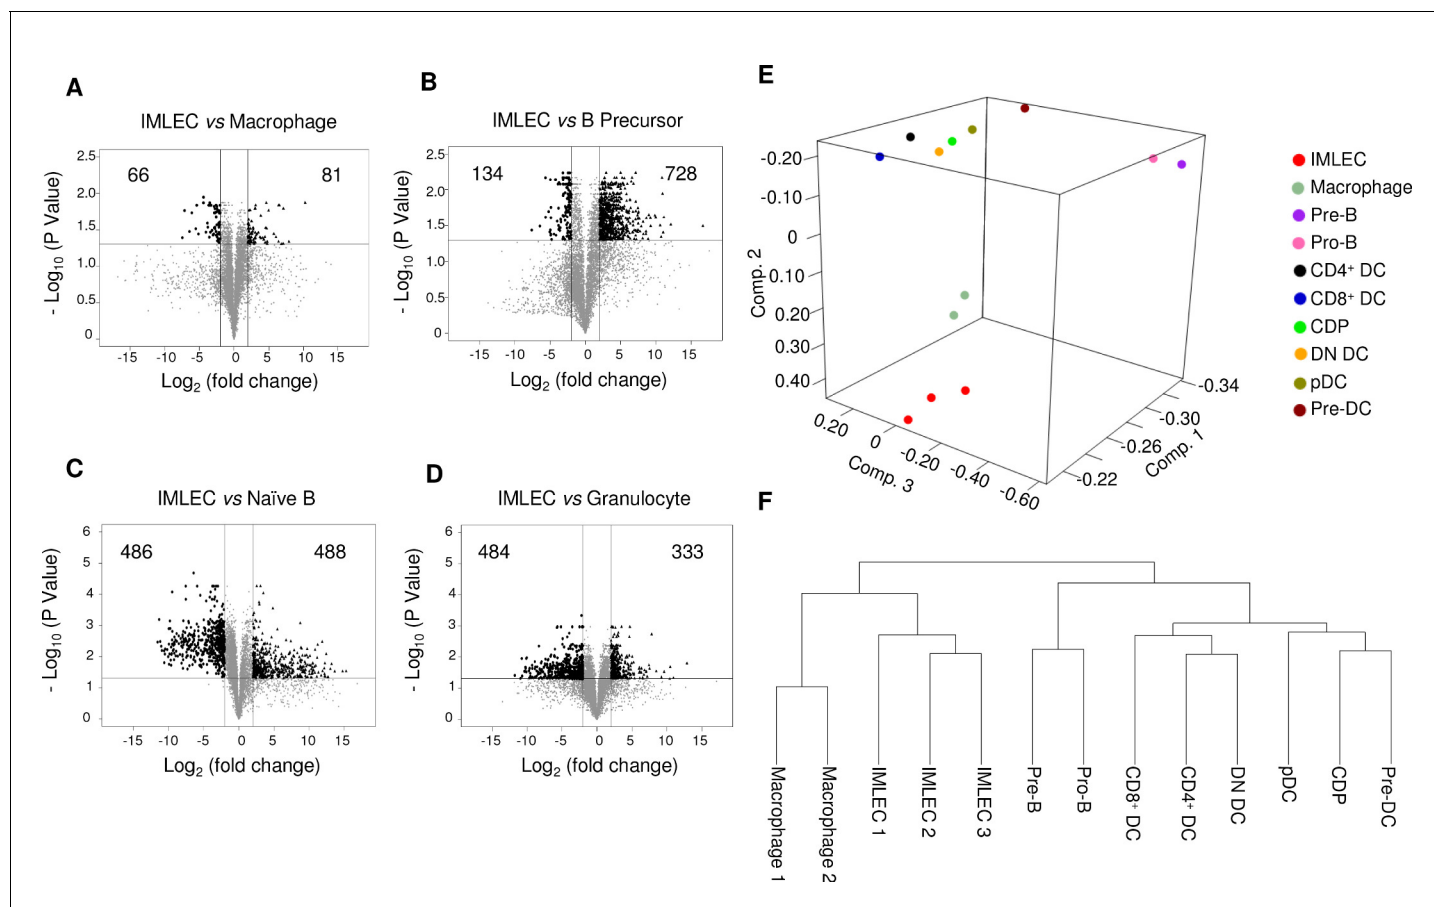 A
IMLEC vs Macrophage
66
81
2.5
2.0
1.5
1.0
0.5
0
- Log10 (P Value)
-15
-10
-5
0
5
10
15
Log2 (fold change)
B
IMLEC vs B Precursor
134
728
2.5
2.0
1.5
1.0
0.5
0
- Log10 (P Value)
-15
-10
-5
0
5
10
15
Log2 (fold change)
C
IMLEC vs Naïve B
486
488
6
5
4
3
2
1
0
- Log10 (P Value)
-15
-10
-5
0
5
10
15
Log2 (fold change)
D
IMLEC vs Granulocyte
484
333
6
5
4
3
2
1
0
- Log10 (P Value)
-15
-10
-5
0
5
10
15
Log2 (fold change)
E
-0.20
-0.10
0
0.10
0.20
0.30
0.40
Comp. 2
0.20
0
-0.20
-0.40
-0.60
Comp. 3
-0.34
-0.30
-0.26
-0.22
Comp. 1
IMLEC
Macrophage
Pre-B
Pro-B
CD4+ DC
CD8+ DC
CDP
DN DC
pDC
Pre-DC
F
Macrophage 1
Macrophage 2
IMLEC 1
IMLEC 2
IMLEC 3
Pre-B
Pro-B
CD8+ DC
CD4+ DC
DN DC
pDC
CDP
Pre-DC